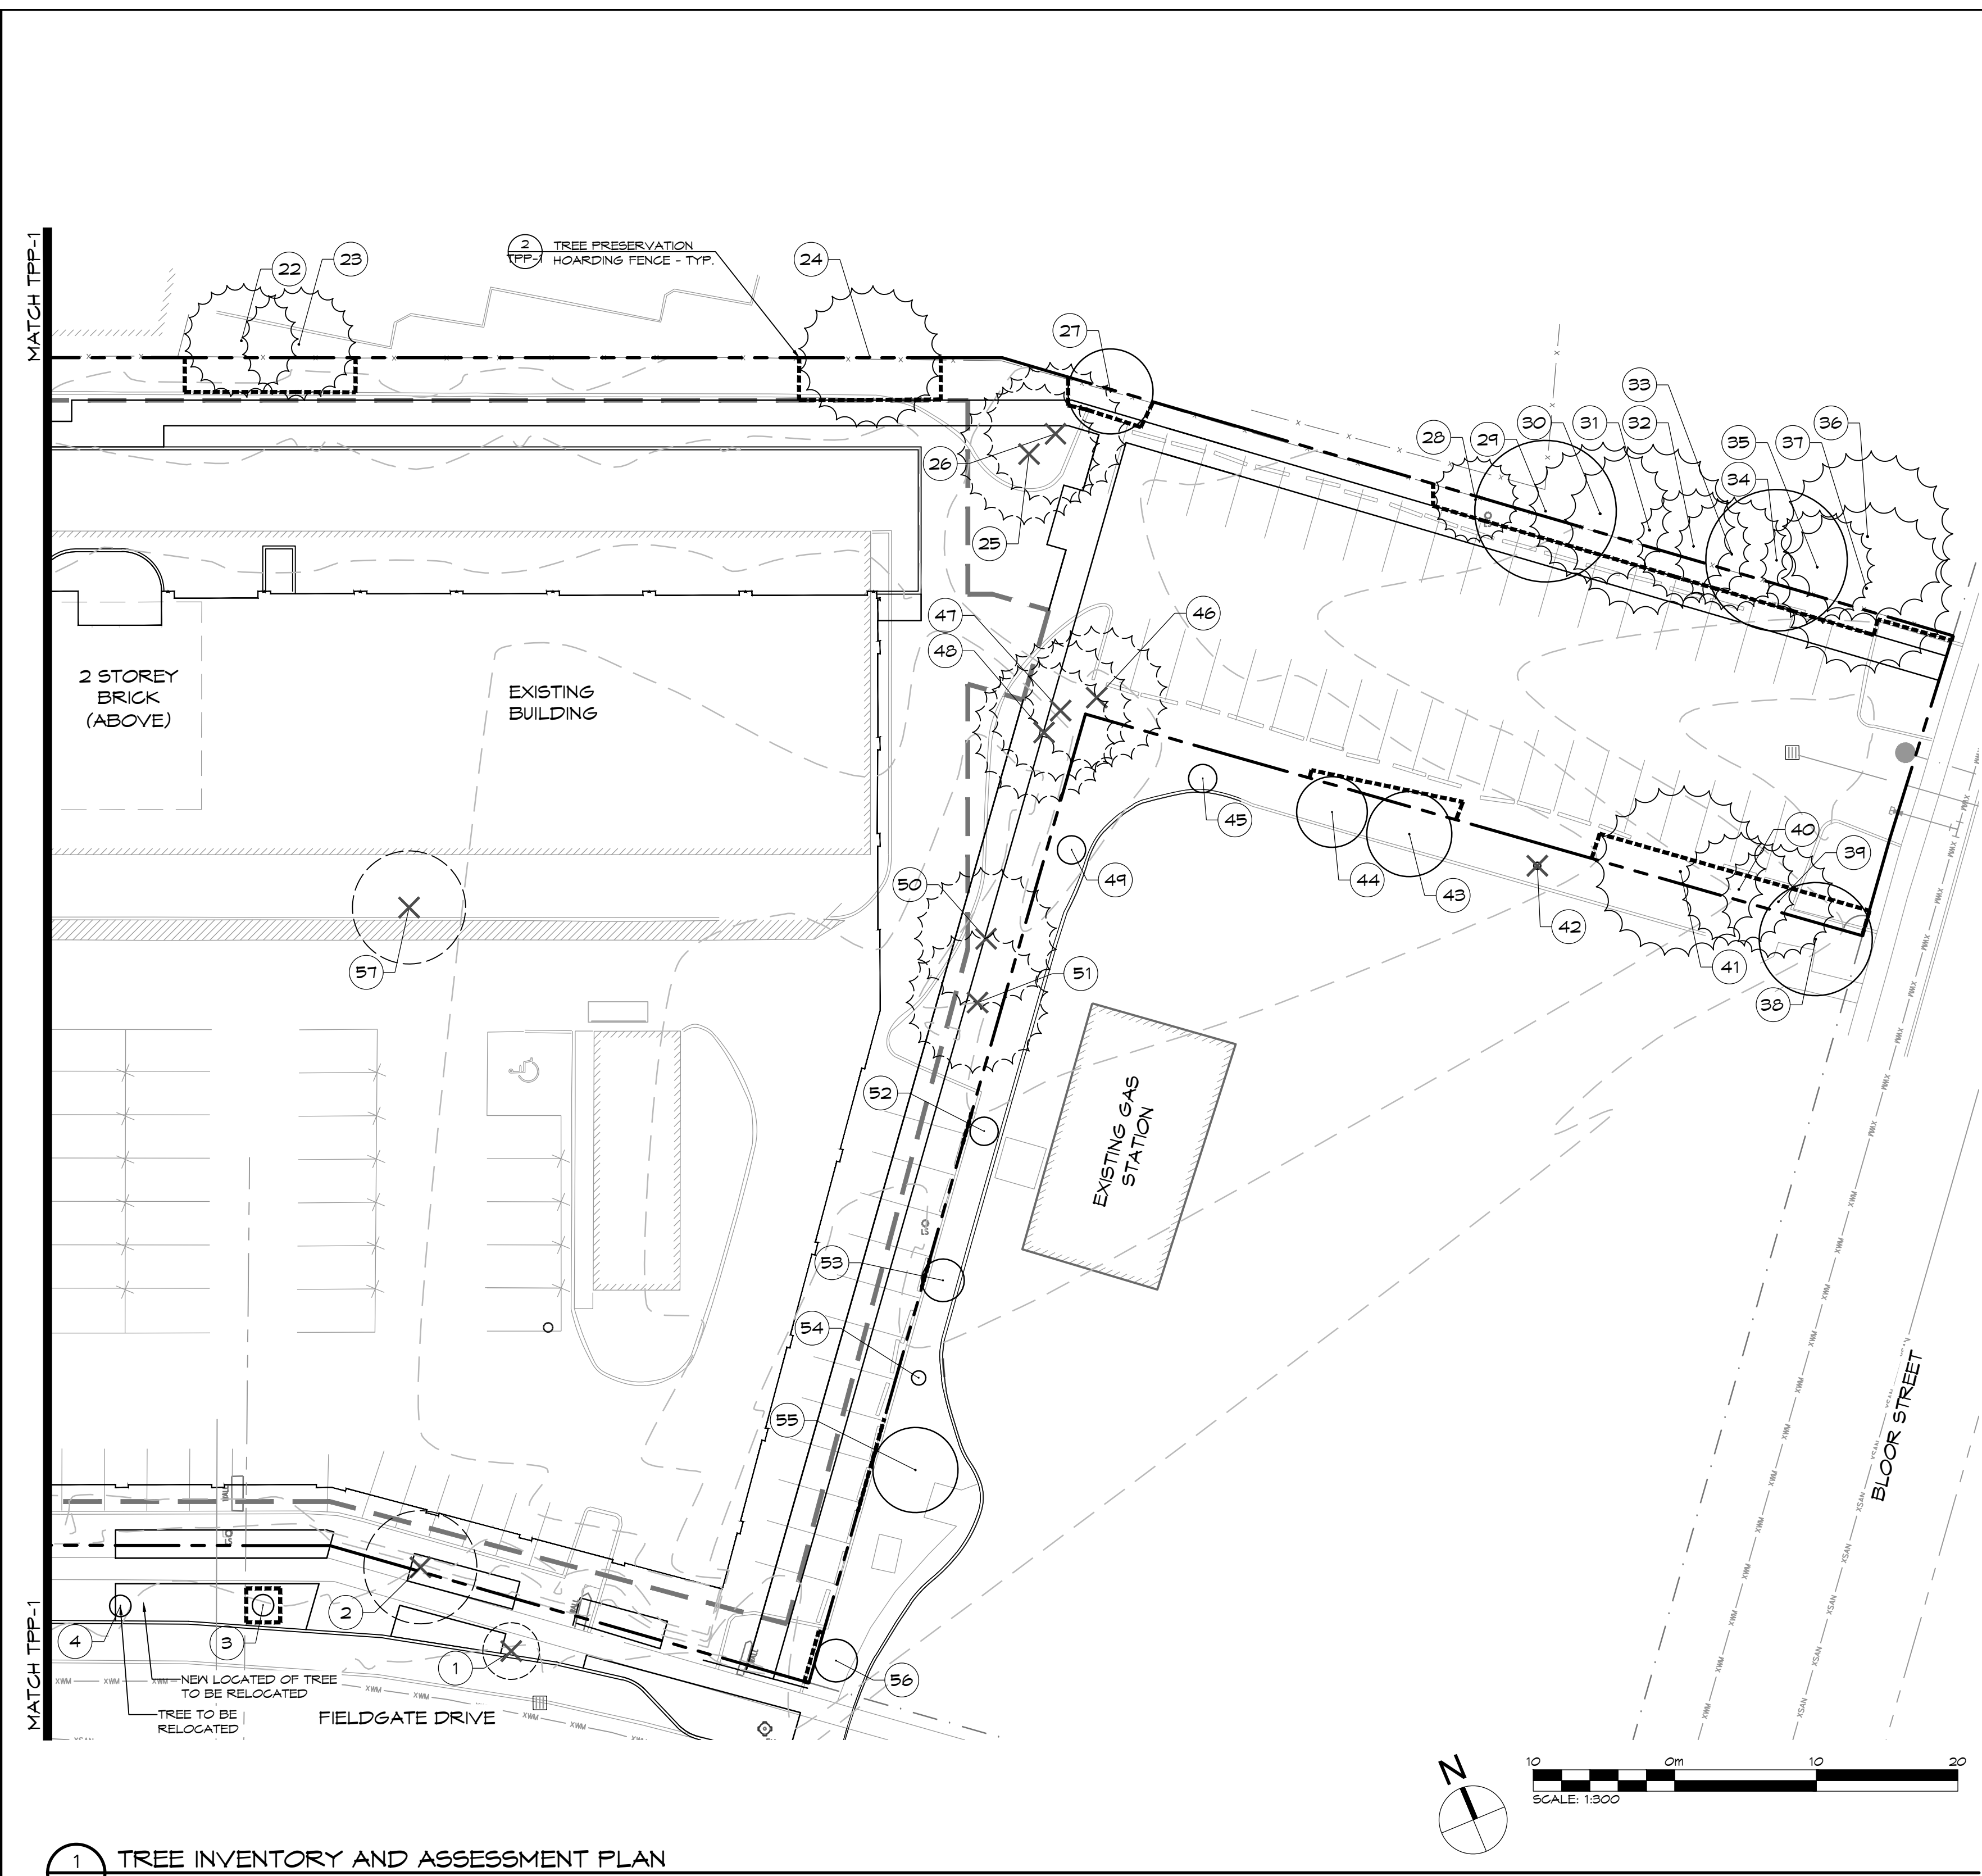 MATCH TPP-1
22
23
2
TPP-1
TREE PRESERVATION
HOARDING FENCE - TYP.
24
27
26
25
28
29
30
31
32
33
34
35
37
36
47
48
46
2 STOREY
BRICK
(ABOVE)
EXISTING
BUILDING
45
44
43
42
40
39
41
38
49
50
51
57
52
EXISTING GAS
STATION
53
54
55
BLOOR STREET
XWM
XSAN
WALL
2
4
3
1
56
NEW LOCATED OF TREE
TO BE RELOCATED
TREE TO BE
RELOCATED
FIELDGATE DRIVE
MATCH TPP-1
N
10 0m 10 20
SCALE: 1:300
1 TREE INVENTORY AND ASSESSMENT PLAN